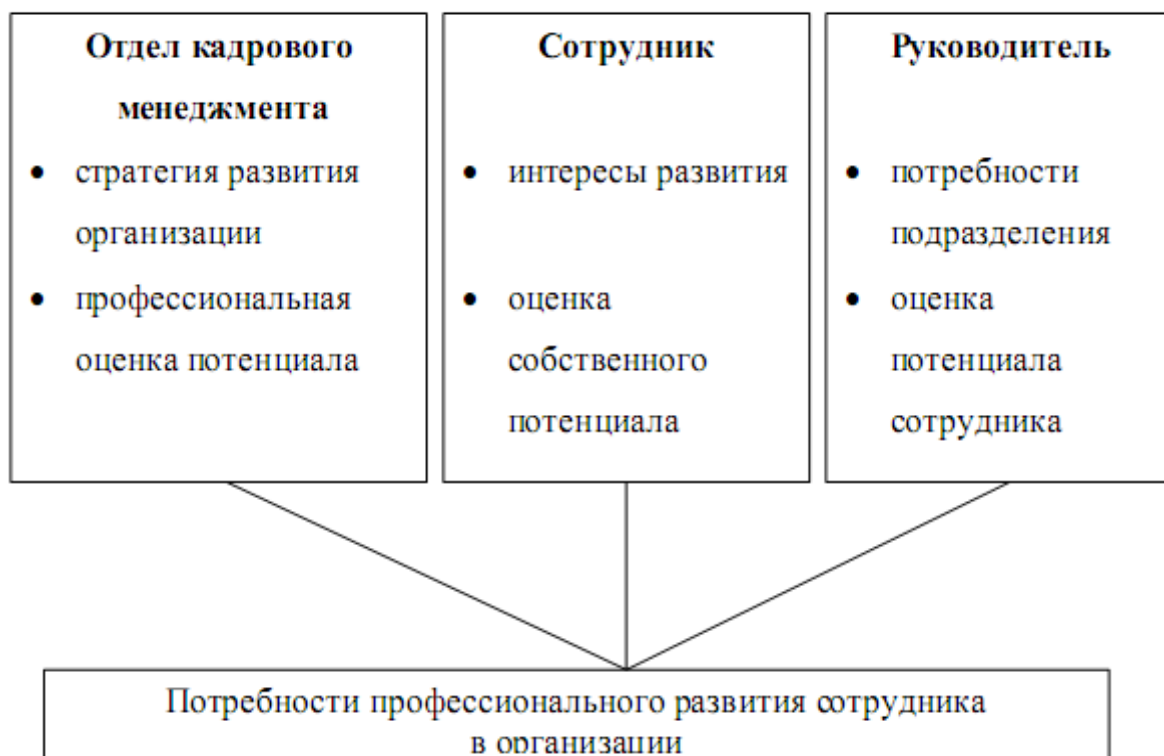 Отдел кадрового
менеджмента
• стратегия развития
организации
• профессиональная
оценка потенциала
Сотрудник
• интересы развития
• оценка
собственного
потенциала
Руководитель
• потребности
подразделения
• оценка
потенциала
сотрудника
Потребности профессионального развития сотрудника
в организации